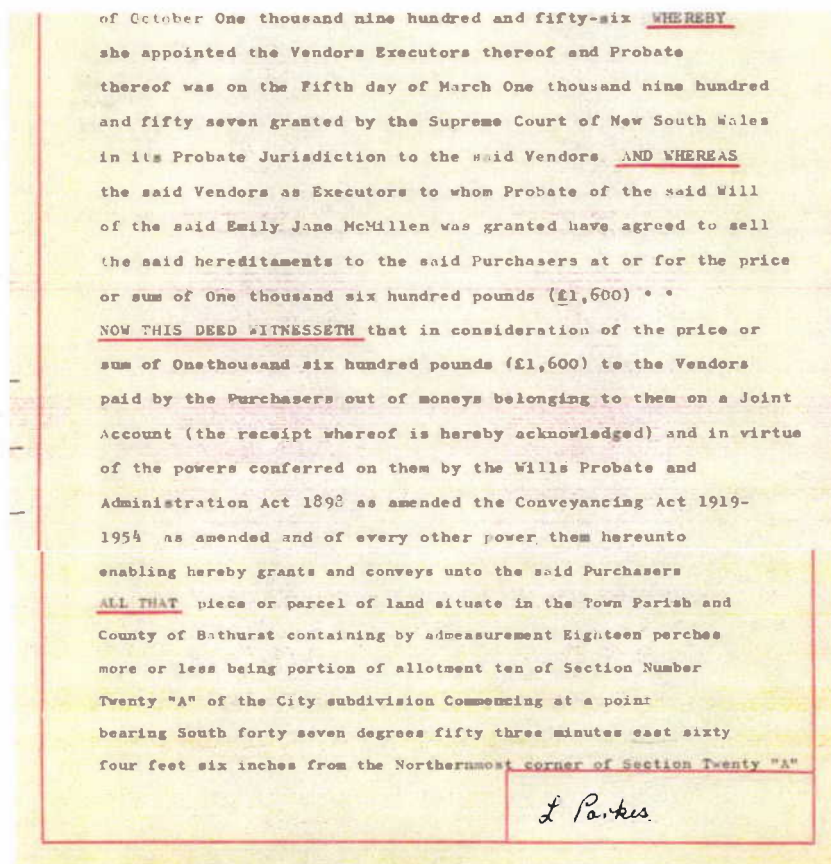 of October One thousand nine hundred and fifty-six WHEREBY
she appointed the Vendors Executors thereof and Probate
thereof was on the Fifth day of March One thousand nine hundred
and fifty seven granted by the Supreme Court of New South Wales
in its Probate Jurisdiction to the said Vendors AND WHEREAS
the said Vendors as Executors to whom Probate of the said Will
of the said Emily Jane McMillen was granted have agreed to sell
the said hereditaments to the said Purchasers at or for the price
or sum of One thousand six hundred pounds (£1,600) * *
NOW THIS DEED WITNESSETH that in consideration of the price or
sum of Onethousand six hundred pounds (£1,600) to the Vendors
paid by the Purchasers out of moneys belonging to them on a Joint
Account (the receipt whereof is hereby acknowledged) and in virtue
of the powers conferred on them by the Wills Probate and
Administration Act 1898 as amended the Conveyancing Act 1919-
1954 as amended and of every other power them hereunto
enabling hereby grants and conveys unto the said Purchasers
ALL THAT piece or parcel of land situate in the Town Parish and
County of Bathurst containing by admeasurement Eighteen perches
more or less being portion of allotment ten of Section Number
Twenty "A" of the City subdivision Commencing at a point
bearing South forty seven degrees fifty three minutes east sixty
four feet six inches from the Northernmost corner of Section Twenty "A"
L Parkes.